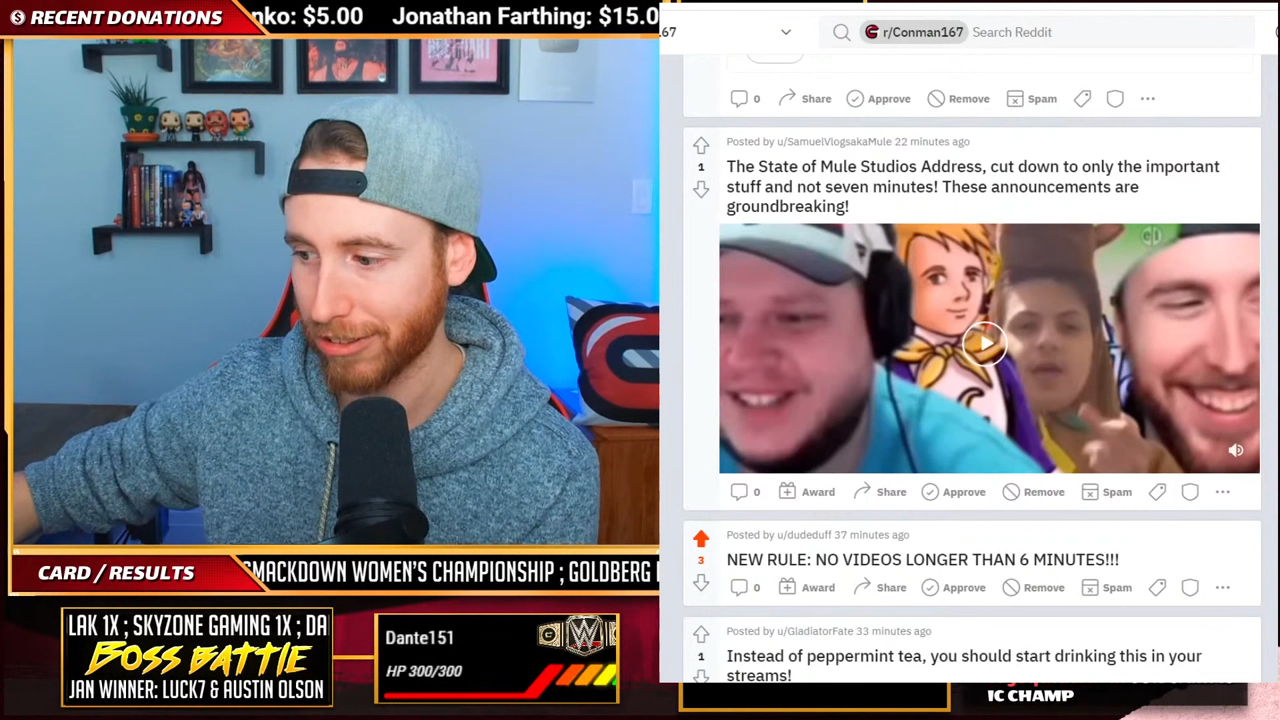 RECENT DONATIONS
nko: $5.00 Jonathan Farthing: $15.0
.67
r/Conman167 Search Reddit
0 Share Approve Remove Spam
Posted by u/SamuelVlogsakaMule 22 minutes ago
1
The State of Mule Studios Address, cut down to only the important
stuff and not seven minutes! These announcements are
groundbreaking!
0 Award Share Approve Remove Spam
Posted by u/dudeduff 37 minutes ago
3
NEW RULE: NO VIDEOS LONGER THAN 6 MINUTES!!!
0 Award Share Approve Remove Spam
Posted by u/GladiatorFate 33 minutes ago
1
Instead of peppermint tea, you should start drinking this in your
streams!
CARD / RESULTS
SMACKDOWN WOMEN'S CHAMPIONSHIP ; GOLDBERG
LAK 1X ; SKYZONE GAMING 1X ; DA
BOSS BATTLE
JAN WINNER: LUCK7 & AUSTIN OLSON
Dante151
HP 300/300
IC CHAMP